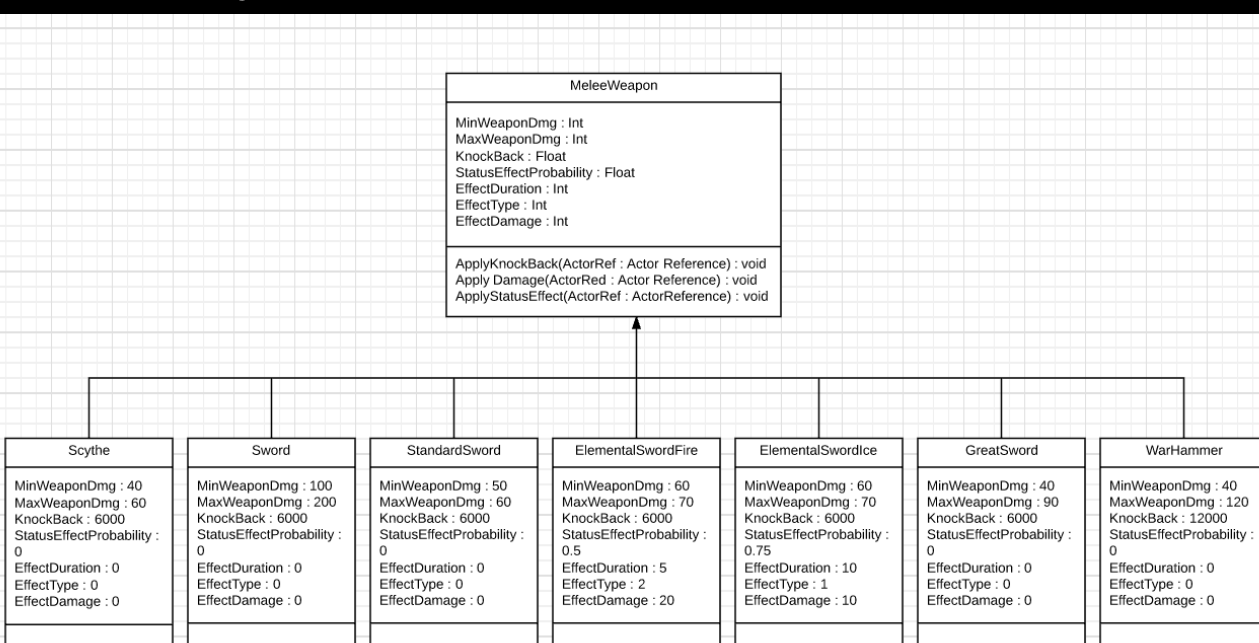 MeleeWeapon
MinWeaponDmg : Int
MaxWeaponDmg : Int
KnockBack : Float
StatusEffectProbability : Float
EffectDuration : Int
EffectType : Int
EffectDamage : Int
ApplyKnockBack(ActorRef : Actor Reference) : void
Apply Damage(ActorRed : Actor Reference) : void
ApplyStatusEffect(ActorRef : ActorReference) : void
Scythe
MinWeaponDmg : 40
MaxWeaponDmg : 60
KnockBack : 6000
StatusEffectProbability :
0
EffectDuration : 0
EffectType : 0
EffectDamage : 0
Sword
MinWeaponDmg : 100
MaxWeaponDmg : 200
KnockBack : 6000
StatusEffectProbability :
0
EffectDuration : 0
EffectType : 0
EffectDamage : 0
StandardSword
MinWeaponDmg : 50
MaxWeaponDmg : 60
KnockBack : 6000
StatusEffectProbability :
0
EffectDuration : 0
EffectType : 0
EffectDamage : 0
ElementalSwordFire
MinWeaponDmg : 60
MaxWeaponDmg : 70
KnockBack : 6000
StatusEffectProbability :
0.5
EffectDuration : 5
EffectType : 2
EffectDamage : 20
ElementalSwordIce
MinWeaponDmg : 60
MaxWeaponDmg : 70
KnockBack : 6000
StatusEffectProbability :
0.75
EffectDuration : 10
EffectType : 1
EffectDamage : 10
GreatSword
MinWeaponDmg : 40
MaxWeaponDmg : 90
KnockBack : 6000
StatusEffectProbability :
0
EffectDuration : 0
EffectType : 0
EffectDamage : 0
WarHammer
MinWeaponDmg : 40
MaxWeaponDmg : 120
KnockBack : 12000
StatusEffectProbability :
0
EffectDuration : 0
EffectType : 0
EffectDamage : 0